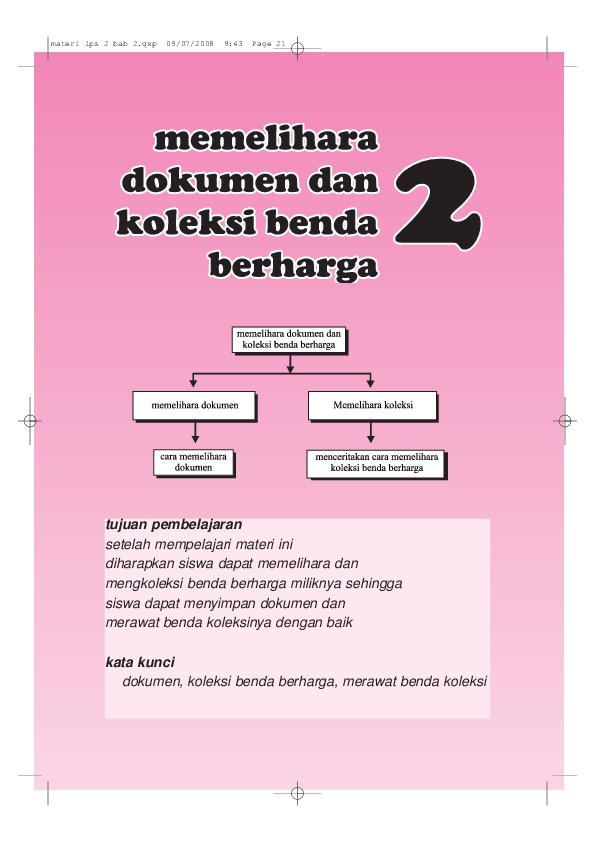 materi ips 2 bab 2.qxp  09/07/2008  9:43  Page 21
memelihara
dokumen dan
koleksi benda
berharga
2
memelihara dokumen dan
koleksi benda berharga
memelihara dokumen
Memelihara koleksi
cara memelihara
dokumen
menceritakan cara memelihara
koleksi benda berharga
tujuan pembelajaran
setelah mempelajari materi ini
diharapkan siswa dapat memelihara dan
mengkoleksi benda berharga miliknya sehingga
siswa dapat menyimpan dokumen dan
merawat benda koleksinya dengan baik
kata kunci
dokumen, koleksi benda berharga, merawat benda koleksi